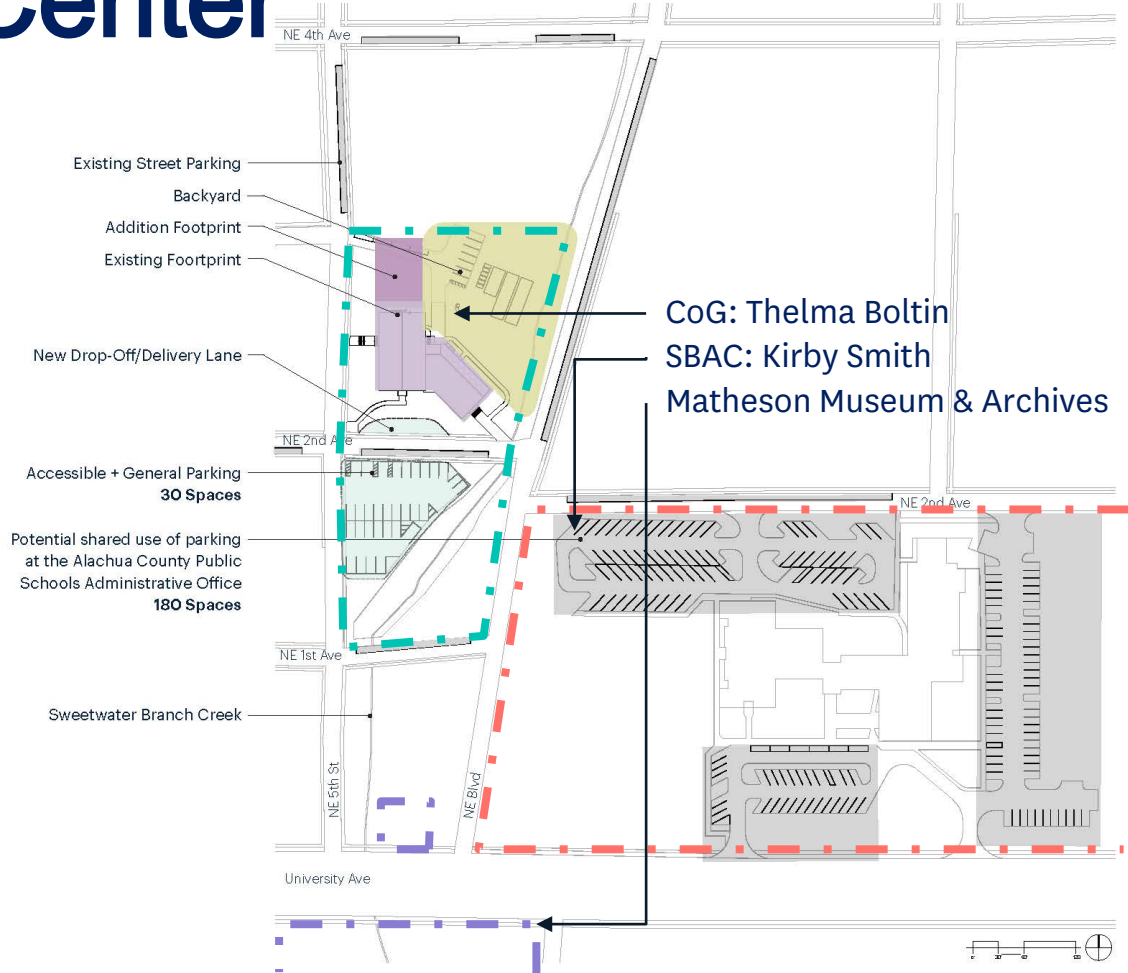 Center
NE 4th Ave
Existing Street Parking
Backyard
Addition Footprint
Existing Foortprint
New Drop-Off/Delivery Lane
CoG: Thelma Boltin
SBAC: Kirby Smith
Matheson Museum & Archives
NE 2nd Ave
Accessible + General Parking
30 Spaces
NE 2nd Ave
Potential shared use of parking
at the Alachua County Public
Schools Administrative Office
180 Spaces
NE 1st Ave
Sweetwater Branch Creek
NE 5th St
NE Blvd
University Ave